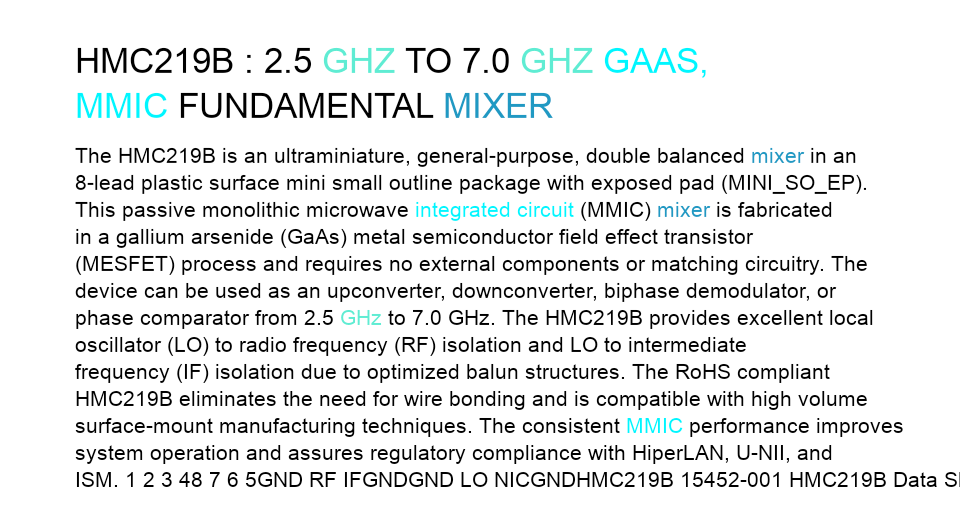 HMC219B : 2.5 GHZ TO 7.0 GHZ GAAS,
MMIC FUNDAMENTAL MIXER
The HMC219B is an ultraminiature, general-purpose, double balanced mixer in an
8-lead plastic surface mini small outline package with exposed pad (MINI_SO_EP).
This passive monolithic microwave integrated circuit (MMIC) mixer is fabricated
in a gallium arsenide (GaAs) metal semiconductor field effect transistor
(MESFET) process and requires no external components or matching circuitry. The
device can be used as an upconverter, downconverter, biphase demodulator, or
phase comparator from 2.5 GHz to 7.0 GHz. The HMC219B provides excellent local
oscillator (LO) to radio frequency (RF) isolation and LO to intermediate
frequency (IF) isolation due to optimized balun structures. The RoHS compliant
HMC219B eliminates the need for wire bonding and is compatible with high volume
surface-mount manufacturing techniques. The consistent MMIC performance improves
system operation and assures regulatory compliance with HiperLAN, U-NII, and
ISM. 1 2 3 48 7 6 5GND RF IFGNDGND LO NICGNDHMC219B 15452-001 HMC219B Data